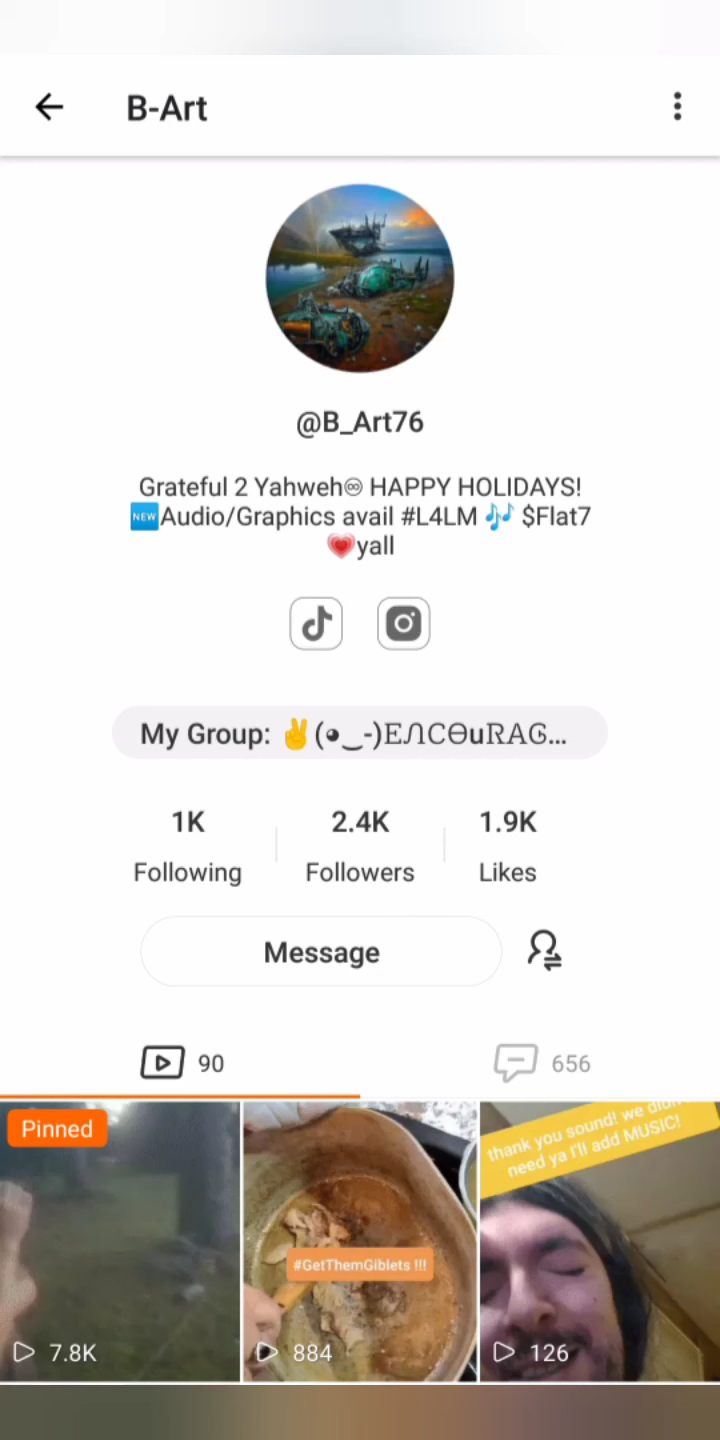 B-Art
@B_Art76
Grateful 2 Yahweh♾ HAPPY HOLIDAYS!
🆕Audio/Graphics avail #L4LM 🎶 $Flat7
💗yall
My Group: ✌(◕‿-)EՈCӨuRAG...
1K
2.4K
1.9K
Following
Followers
Likes
Message
90
656
Pinned
thank you sound! we didn
need ya I'll add MUSIC!
#GetThemGiblets !!!
7.8K
884
126